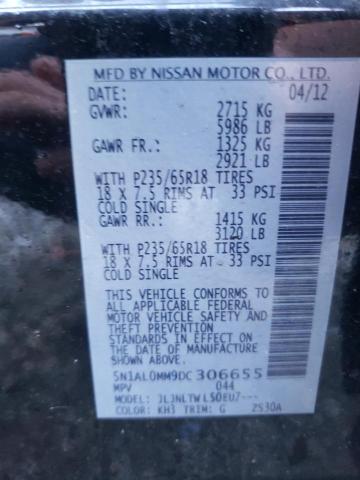 MFD BY NISSAN MOTOR CO., LTD.
DATE: 04/12
GVWR: 2715 KG
5986 LB
GAWR FR: 1325 KG
2921 LB
WITH P235/65R18 TIRES
18 X 7.5 RIMS AT 33 PSI
COLD SINGLE
GAWR RR: 1415 KG
3120 LB
WITH P235/65R18 TIRES
18 X 7.5 RIMS AT 33 PSI
COLD SINGLE
THIS VEHICLE CONFORMS TO
ALL APPLICABLE FEDERAL
MOTOR VEHICLE SAFETY AND
THEFT PREVENTION
STANDARDS IN EFFECT ON
THE DATE OF MANUFACTURE
SHOWN ABOVE.
5N1AL0MM9DC 306655
MPV 044
MODEL: JLJNLTWL50EU7---
COLOR: KH3 TRIM: G 2530A